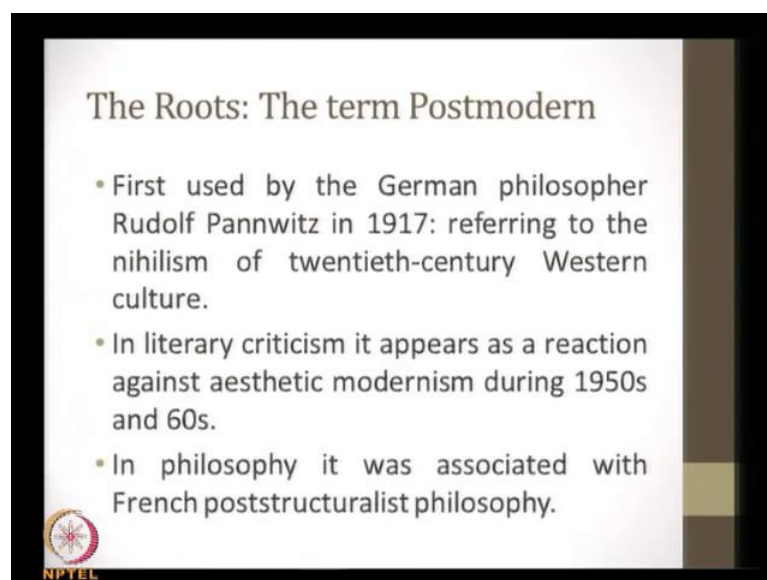 The Roots: The term Postmodern
• First used by the German philosopher
Rudolf Pannwitz in 1917: referring to the
nihilism of twentieth-century Western
culture.
• In literary criticism it appears as a reaction
against aesthetic modernism during 1950s
and 60s.
• In philosophy it was associated with
French poststructuralist philosophy.
NPTEL